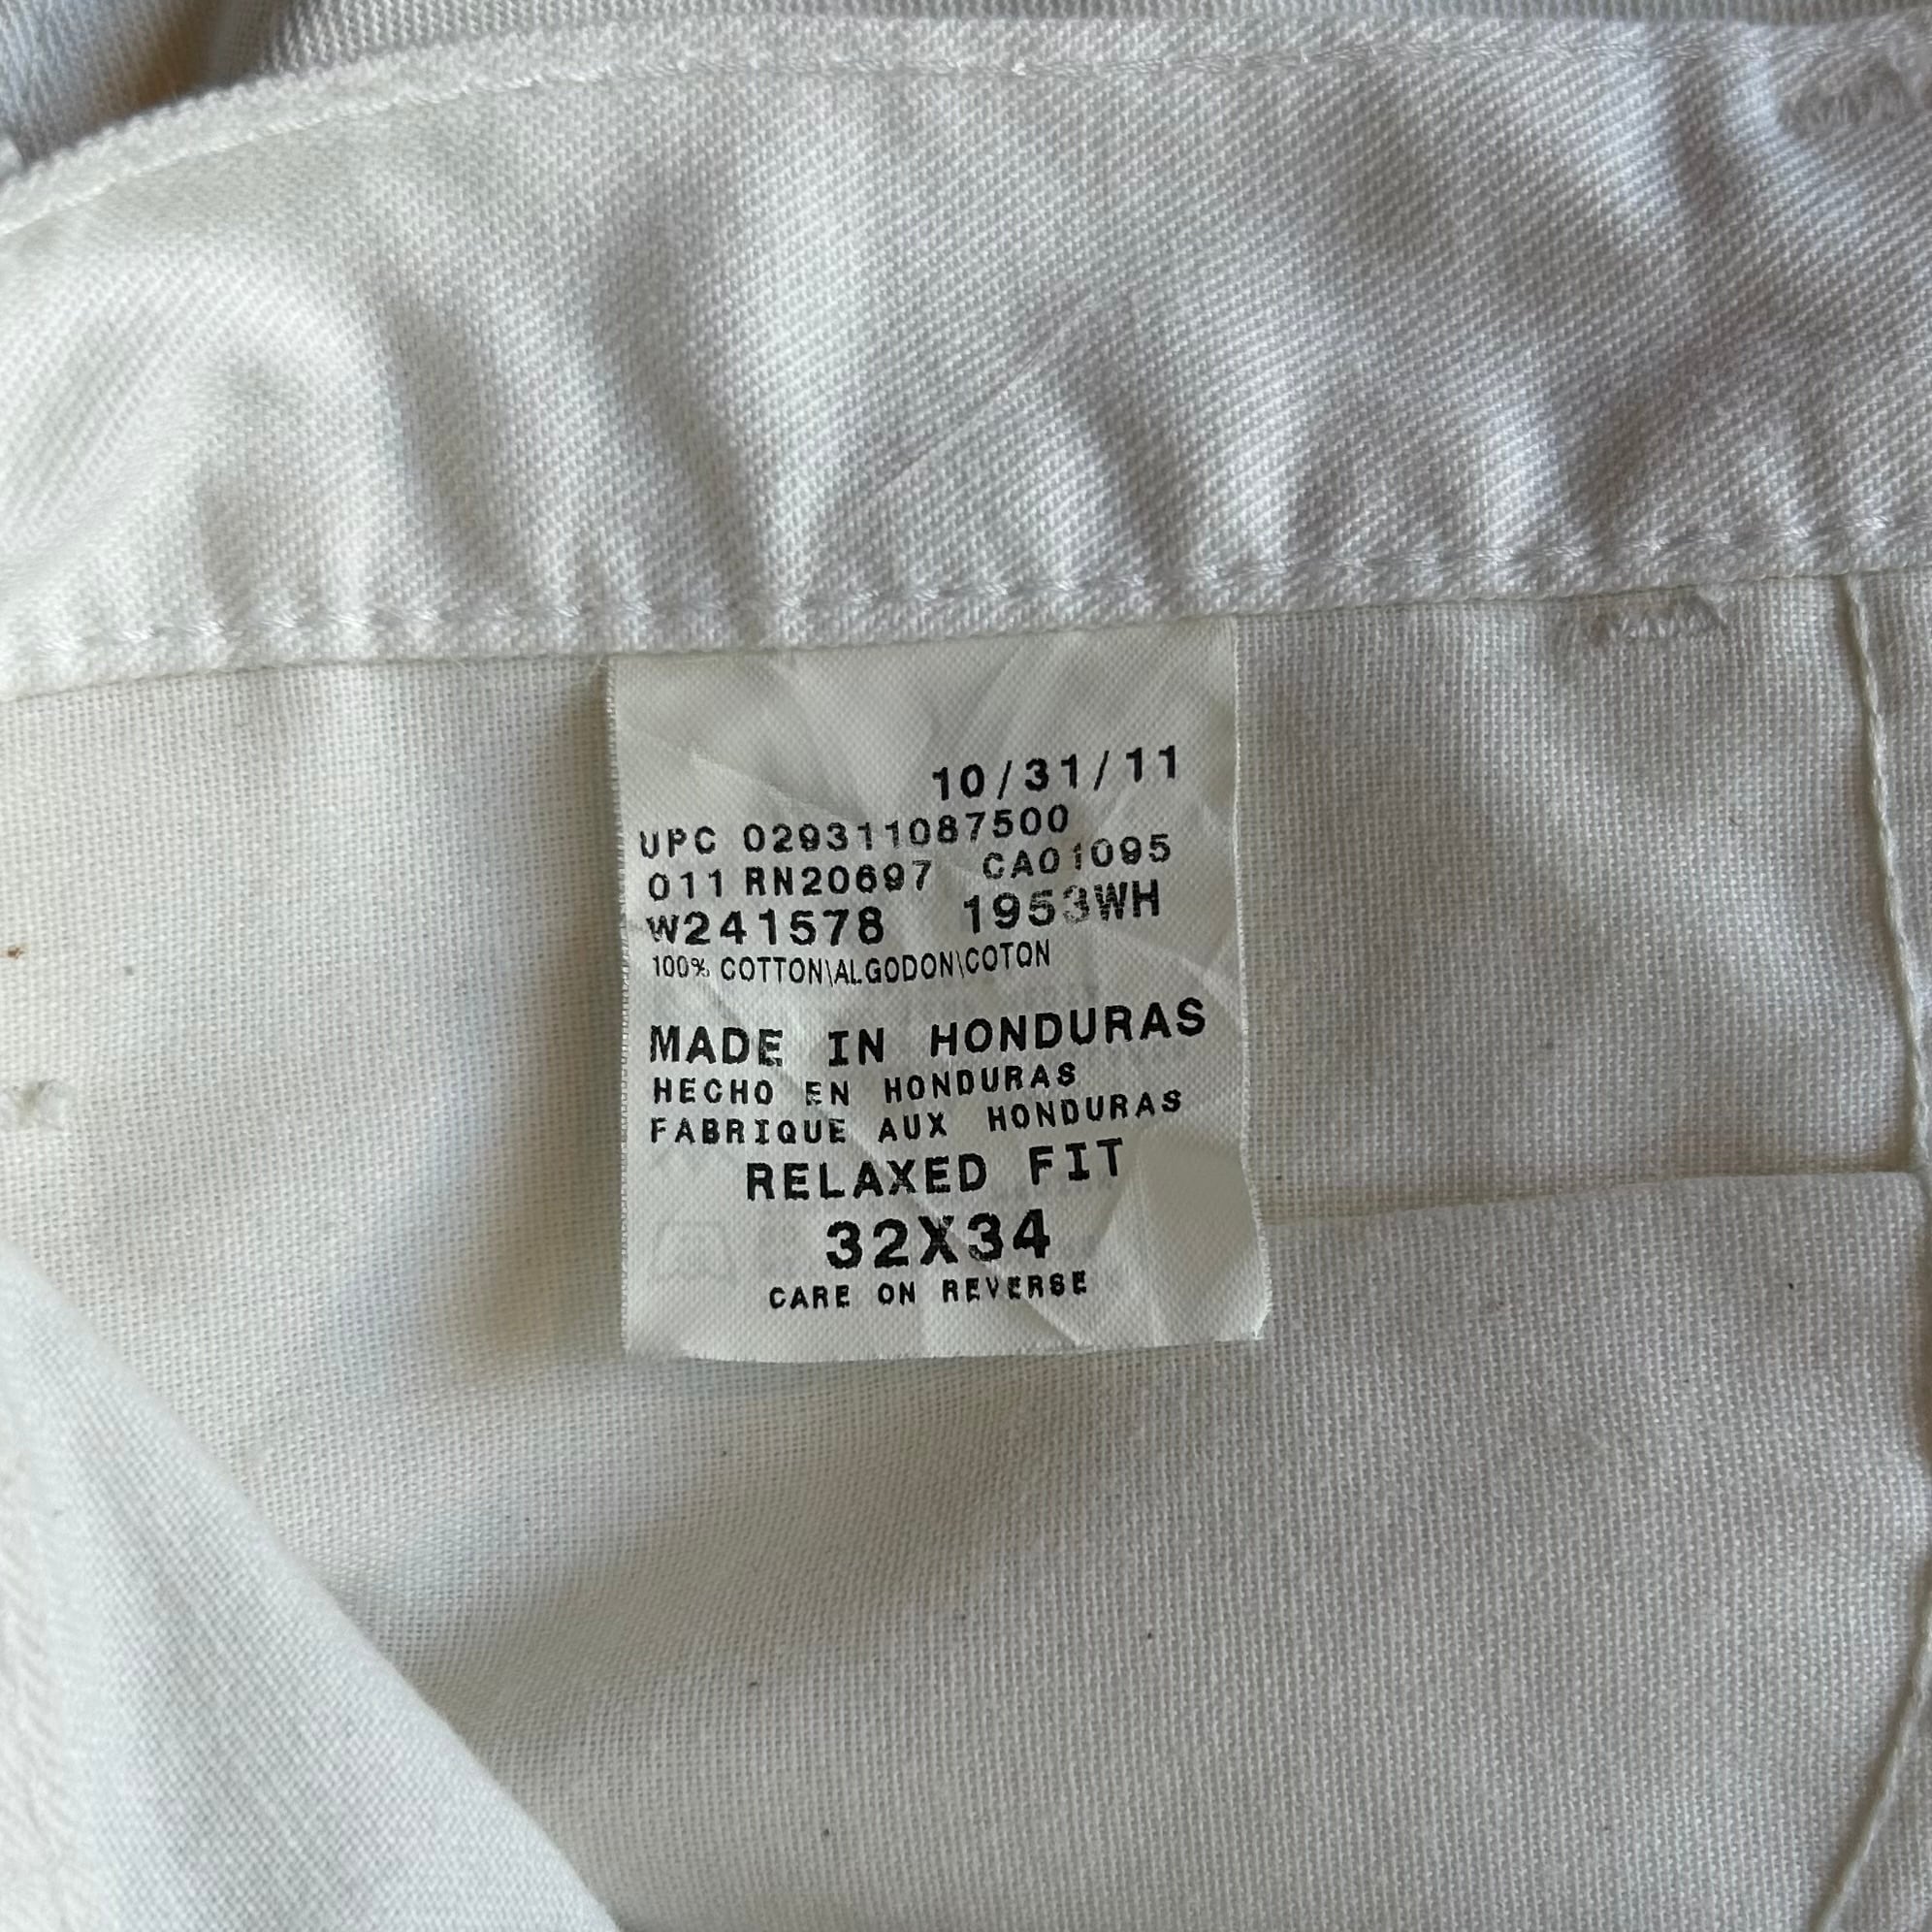 10/31/11
UPC 029311087500
011 RN20697 CA01095
W241578 1953WH
100% COTTON\ALGODON\COTON
MADE IN HONDURAS
HECHO EN HONDURAS
FABRIQUE AUX HONDURAS
RELAXED FIT
32X34
CARE ON REVERSE